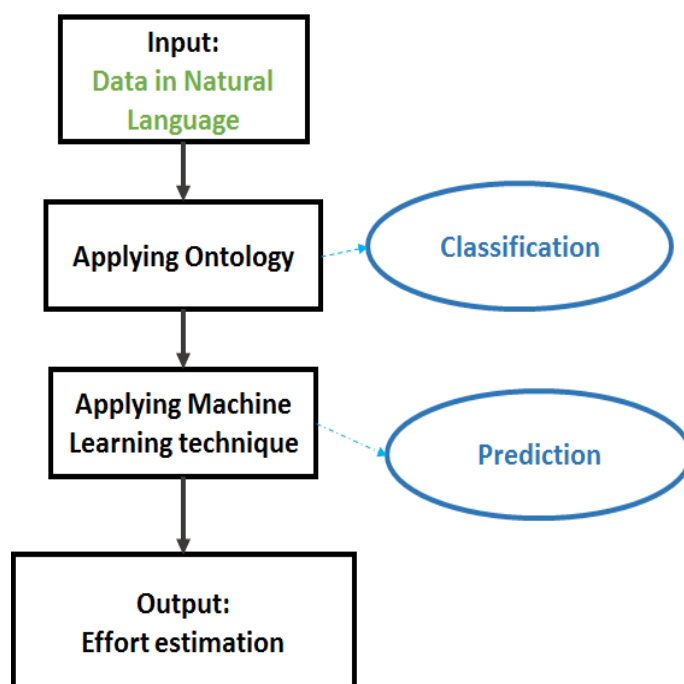 Input:
Data in Natural
Language
Applying Ontology
Classification
Applying Machine
Learning technique
Prediction
Output:
Effort estimation